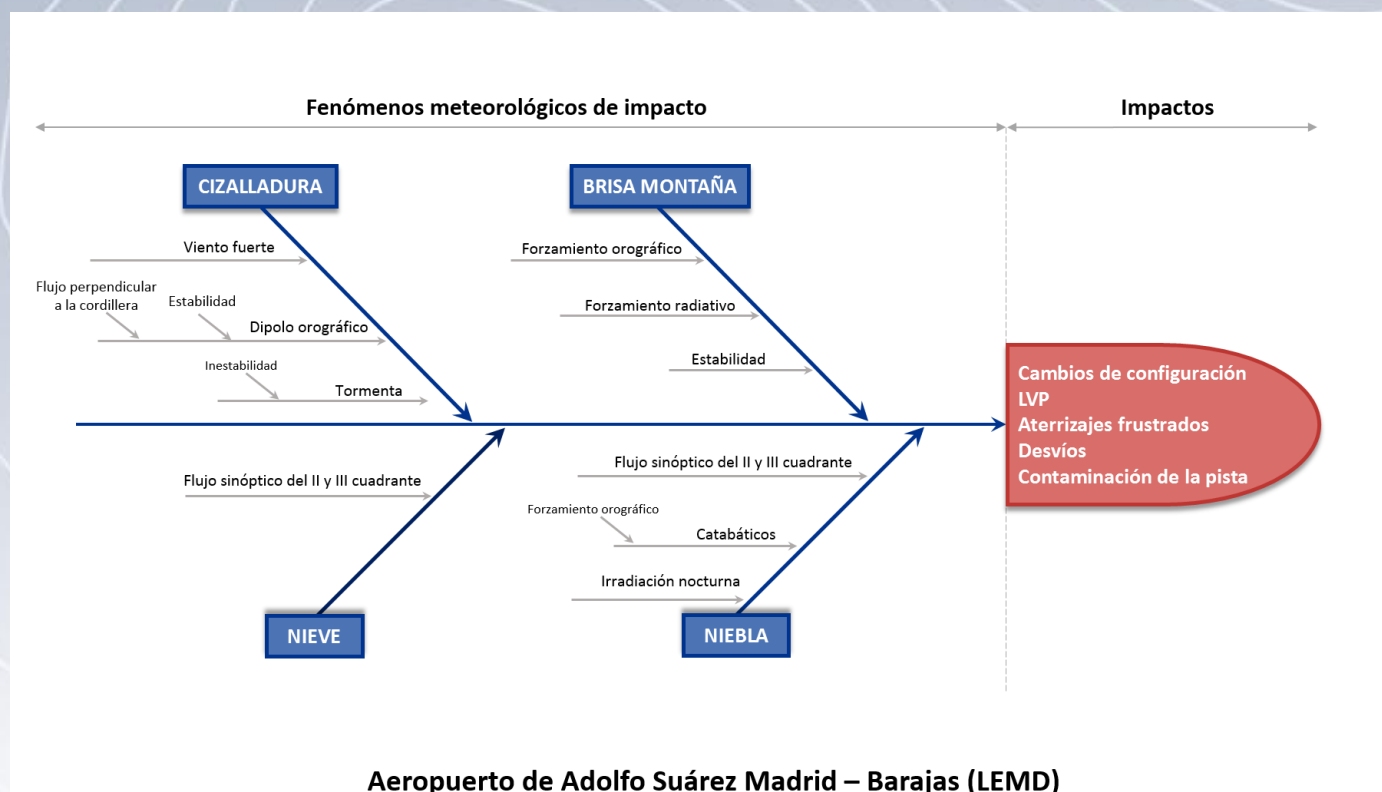 Fenómenos meteorológicos de impacto
Impactos
CIZALLADURA
BRISA MONTAÑA
Viento fuerte
Flujo perpendicular
a la cordillera
Estabilidad
Dipolo orográfico
Inestabilidad
Tormenta
Forzamiento orográfico
Forzamiento radiativo
Estabilidad
Cambios de configuración
LVP
Aterrizajes frustrados
Desvíos
Contaminación de la pista
Flujo sinóptico del II y III cuadrante
Flujo sinóptico del II y III cuadrante
Forzamiento orográfico
Catabáticos
Irradiación nocturna
NIEVE
NIEBLA
Aeropuerto de Adolfo Suárez Madrid – Barajas (LEMD)